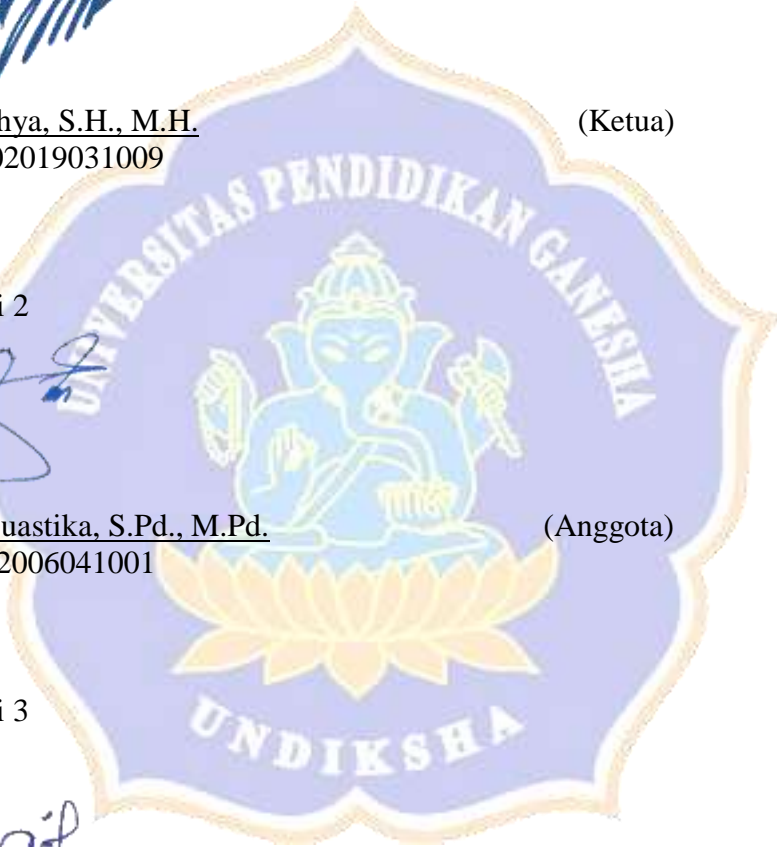 hya, S.H., M.H. (Ketua)
02019031009
UNIVERSITAS PENDIDIKAN GANESHA
i 2
uastika, S.Pd., M.Pd. (Anggota)
2006041001
i 3
UNDIKSHA